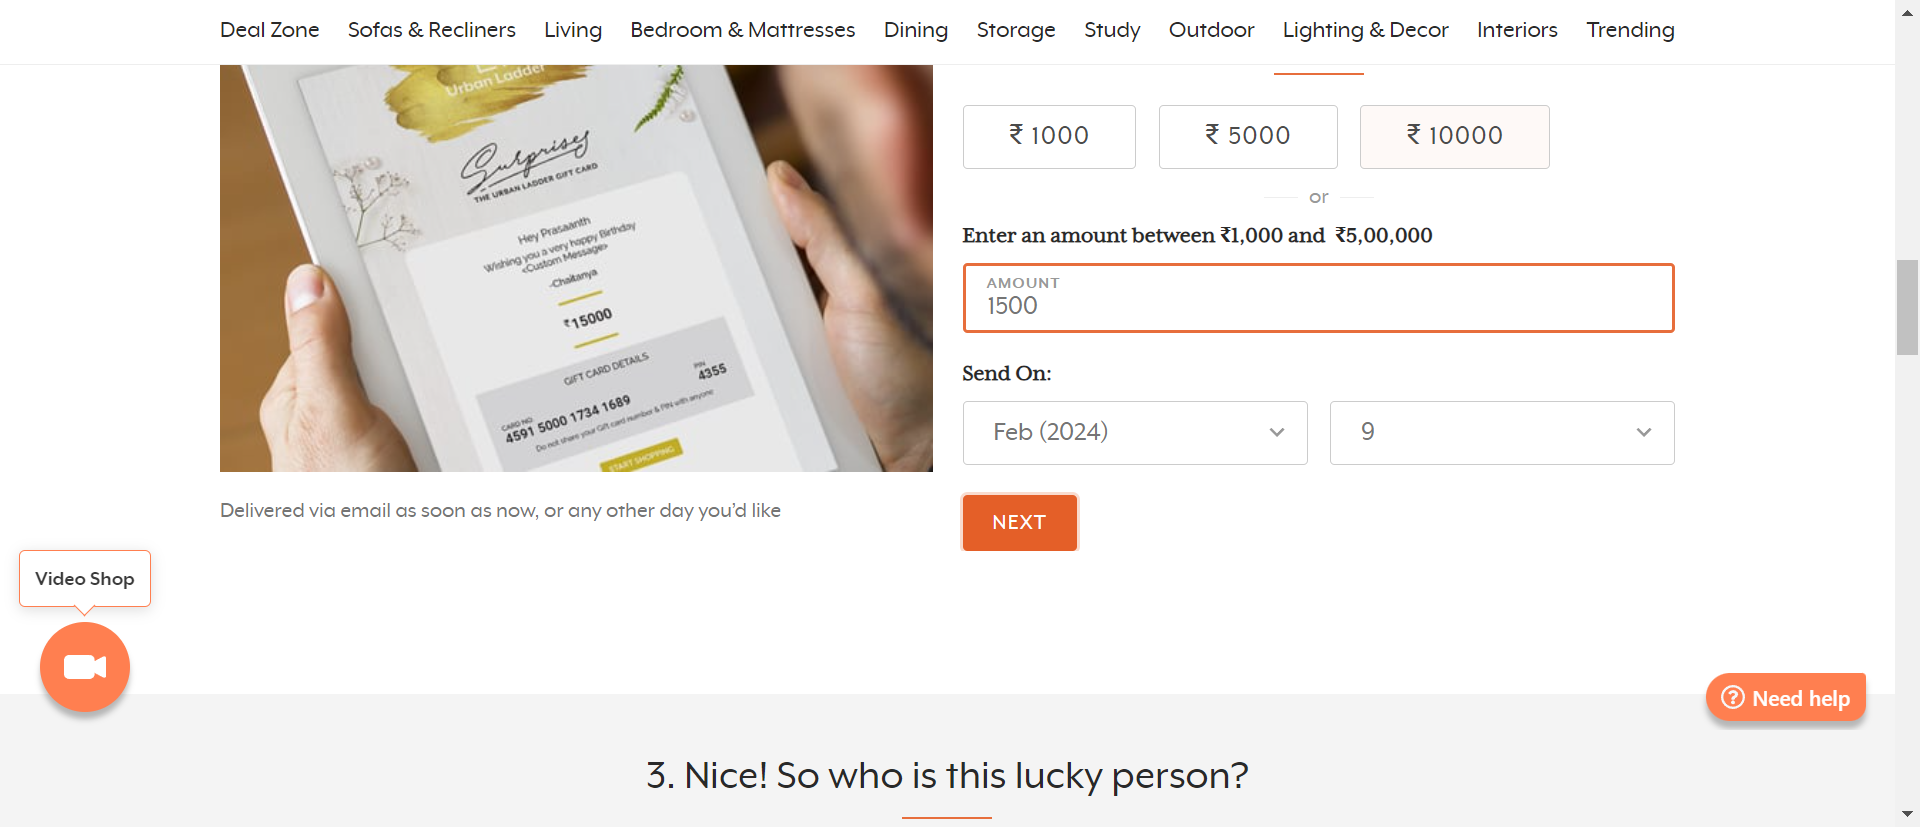 Deal Zone Sofas & Recliners Living Bedroom & Mattresses Dining Storage Study Outdoor Lighting & Decor Interiors Trending
Urban Ladder
Surprises
THE URBAN LADDER GIFT CARD
Hey Prasaanth
Wishing you a very happy Birthday
<Custom Message>
-Chaitanya
₹15000
GIFT CARD DETAILS
CARD NO. PIN
4591 5000 1734 1689 4355
Do not share your Gift card number & PIN with anyone
START SHOPPING
Delivered via email as soon as now, or any other day you'd like
₹ 1000 ₹ 5000 ₹ 10000
or
Enter an amount between ₹1,000 and ₹5,00,000
AMOUNT
1500
Send On:
Feb (2024) 9
NEXT
Video Shop
Need help
3. Nice! So who is this lucky person?